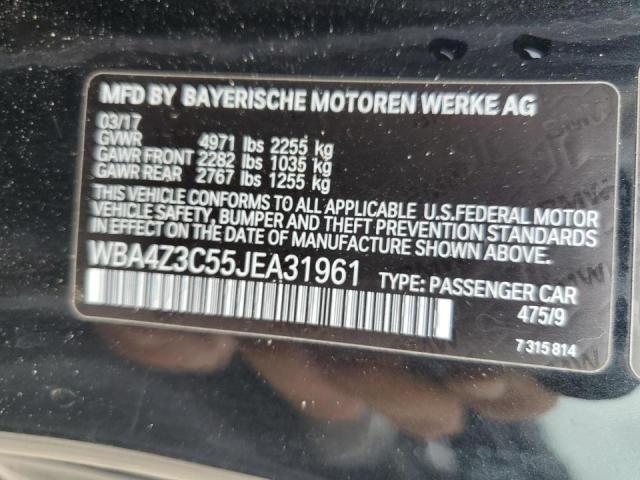 MFD BY BAYERISCHE MOTOREN WERKE AG
03/17
GVWR 4971 lbs 2255 kg
GAWR FRONT 2282 lbs 1035 kg
GAWR REAR 2767 lbs 1255 kg
THIS VEHICLE CONFORMS TO ALL APPLICABLE U.S.FEDERAL MOTOR
VEHICLE SAFETY, BUMPER AND THEFT PREVENTION STANDARDS
IN EFFECT ON THE DATE OF MANUFACTURE SHOWN ABOVE.
WBA4Z3C55JEA31961 TYPE: PASSENGER CAR
475/9
7 315 814